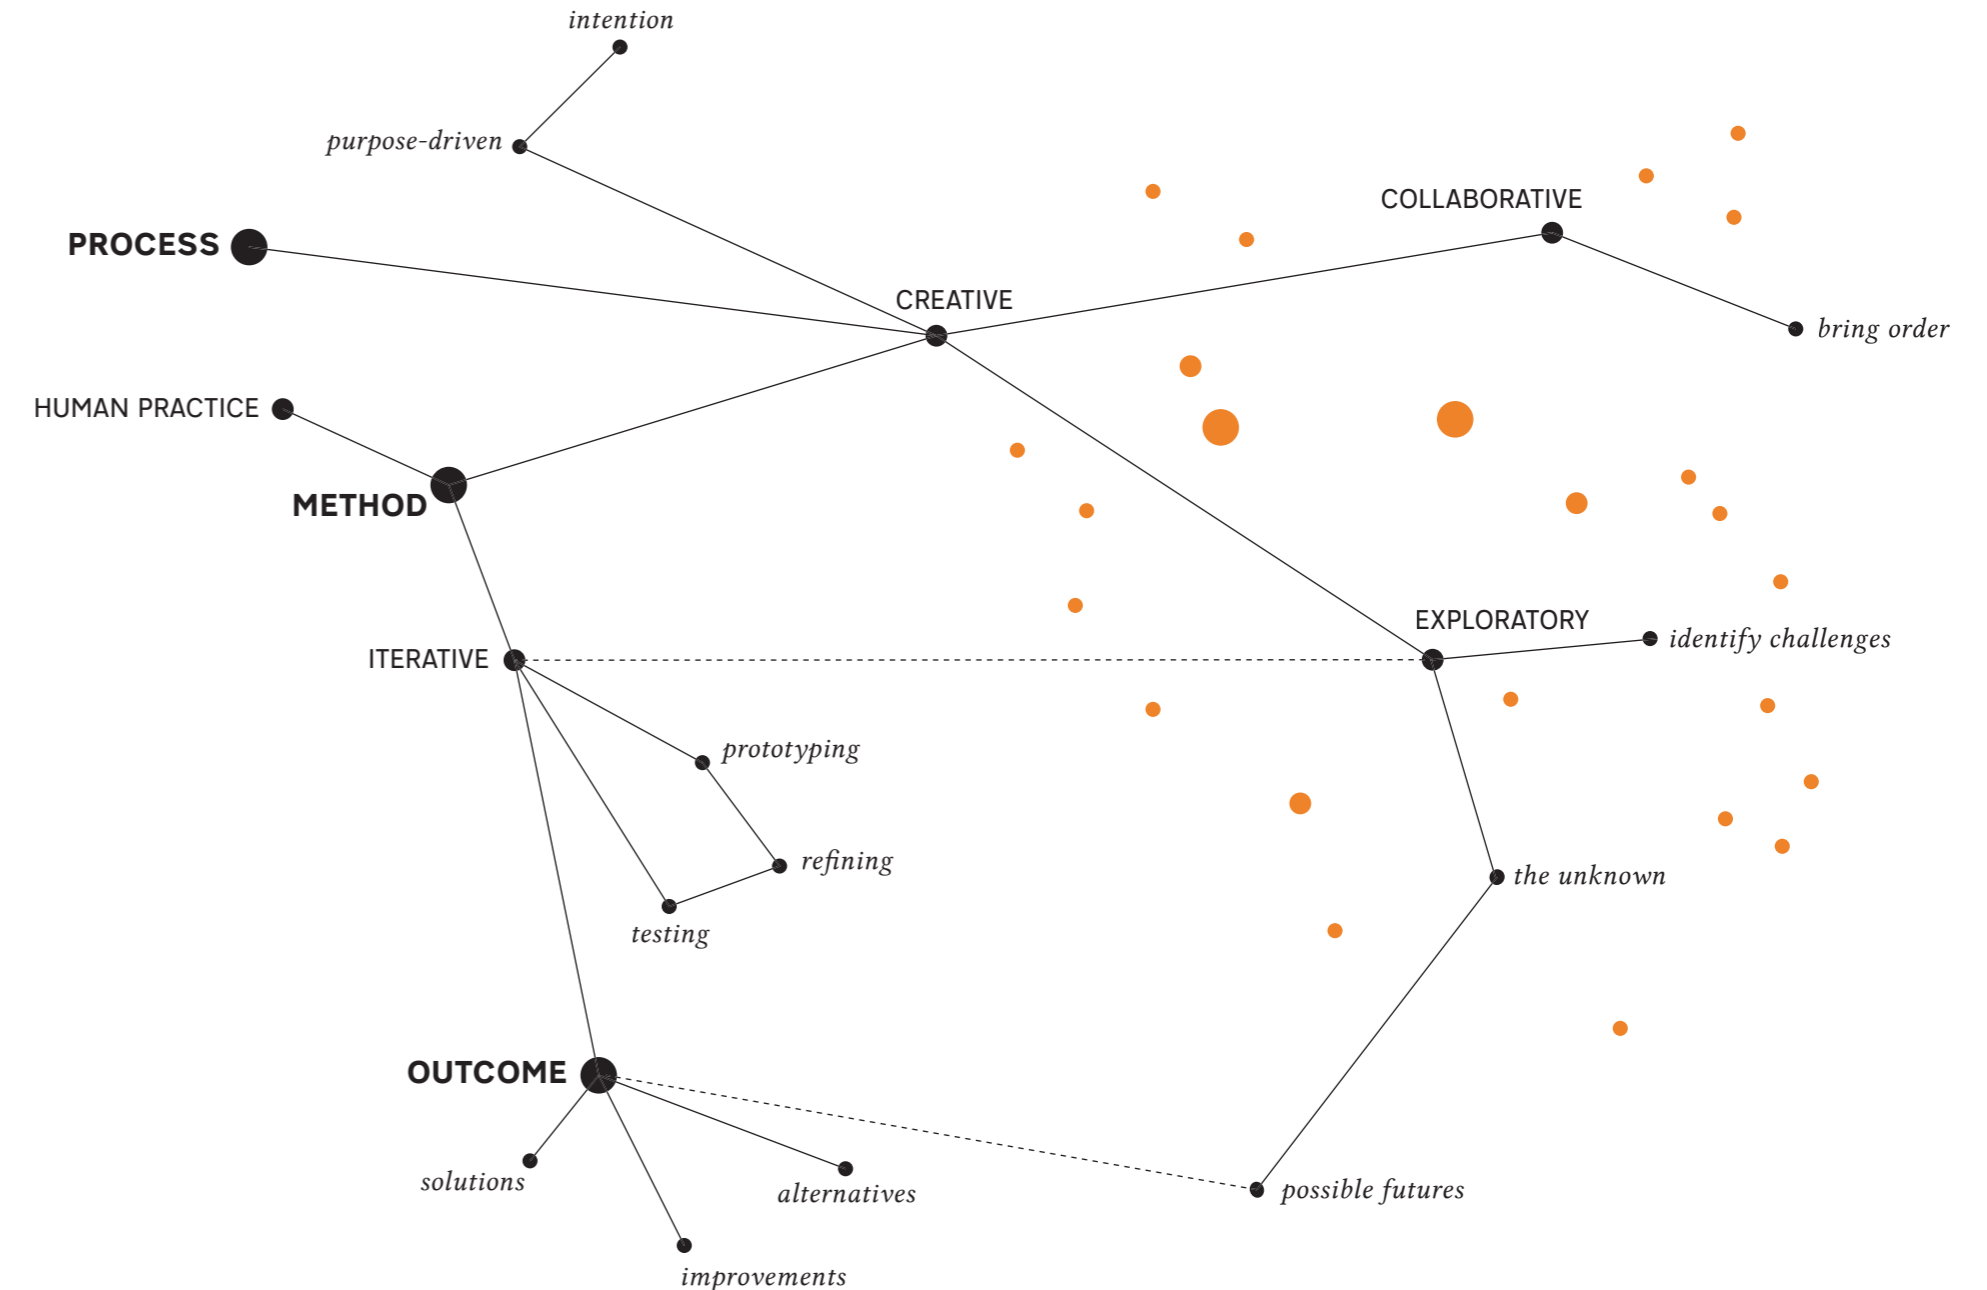 intention
purpose-driven
COLLABORATIVE
PROCESS
CREATIVE
bring order
HUMAN PRACTICE
METHOD
EXPLORATORY
identify challenges
ITERATIVE
prototyping
refining
the unknown
testing
OUTCOME
solutions
alternatives
possible futures
improvements